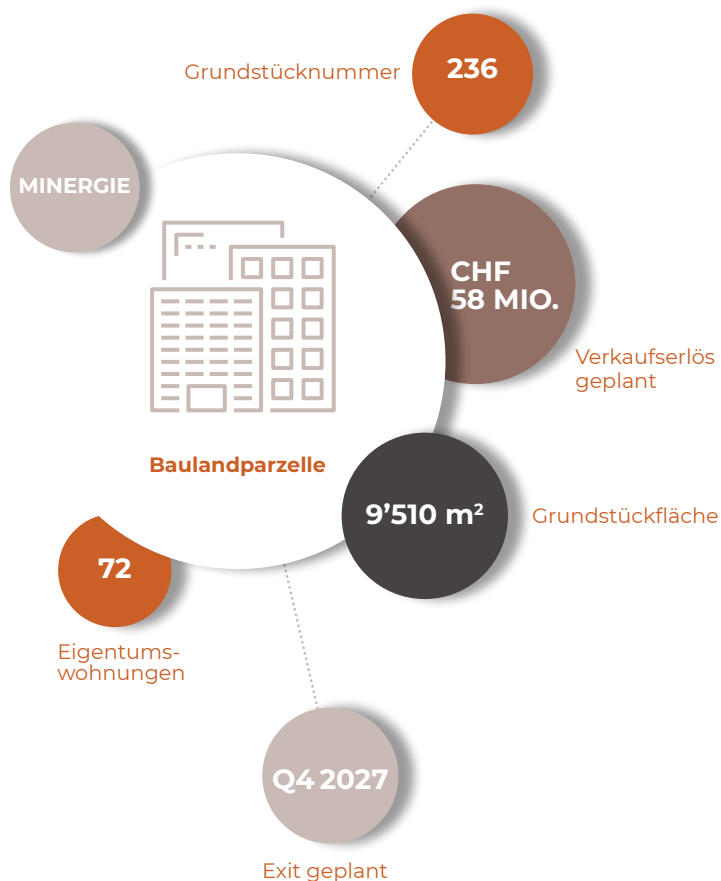 Grundstücknummer
236
MINERGIE
CHF
58 MIO.
Verkaufserlös
geplant
Baulandparzelle
9’510 m²
Grundstückfläche
72
Eigentums-
wohnungen
Q4 2027
Exit geplant